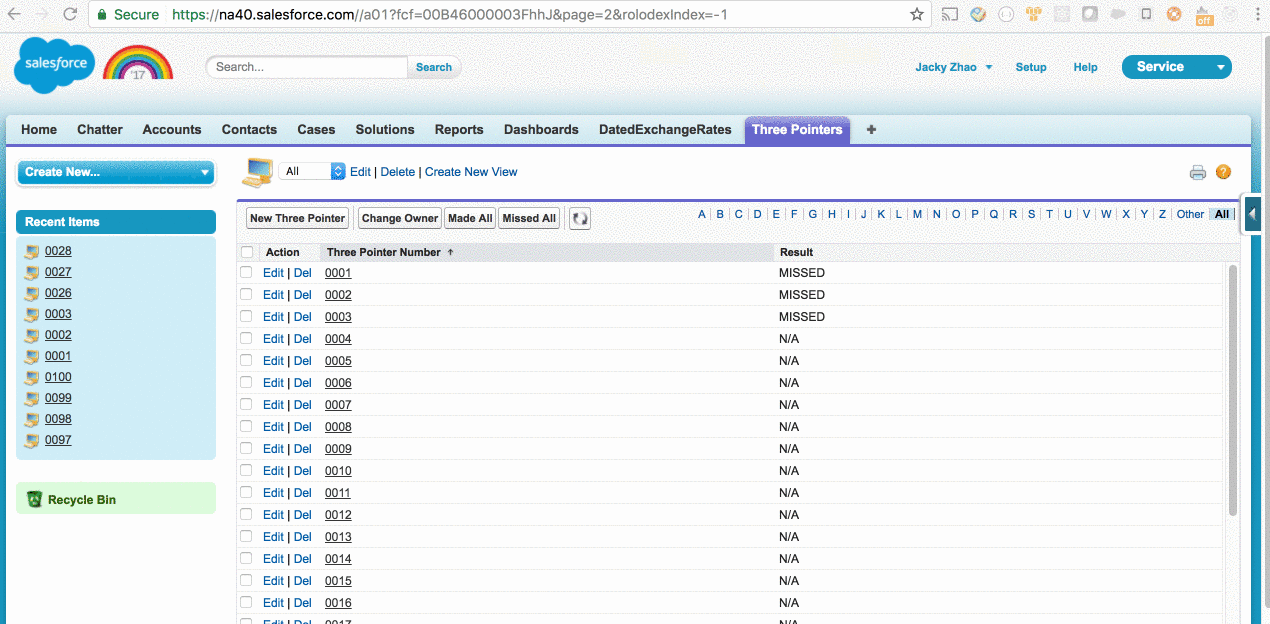 Secure https://na40.salesforce.com//a01?fcf=00B46000003FhhJ&page=2&rolodexIndex=-1
off
salesforce '17 Search... Search Jacky Zhao Setup Help Service
Home Chatter Accounts Contacts Cases Solutions Reports Dashboards DatedExchangeRates Three Pointers +
Create New...
All Edit | Delete | Create New View
Recent Items
0028
0027
0026
0003
0002
0001
0100
0099
0098
0097
Recycle Bin
New Three Pointer Change Owner Made All Missed All
A | B | C | D | E | F | G | H | I | J | K | L | M | N | O | P | Q | R | S | T | U | V | W | X | Y | Z | Other | All
Action Three Pointer Number ↑ Result
Edit | Del 0001 MISSED
Edit | Del 0002 MISSED
Edit | Del 0003 MISSED
Edit | Del 0004 N/A
Edit | Del 0005 N/A
Edit | Del 0006 N/A
Edit | Del 0007 N/A
Edit | Del 0008 N/A
Edit | Del 0009 N/A
Edit | Del 0010 N/A
Edit | Del 0011 N/A
Edit | Del 0012 N/A
Edit | Del 0013 N/A
Edit | Del 0014 N/A
Edit | Del 0015 N/A
Edit | Del 0016 N/A
Edit | Del 0017 N/A